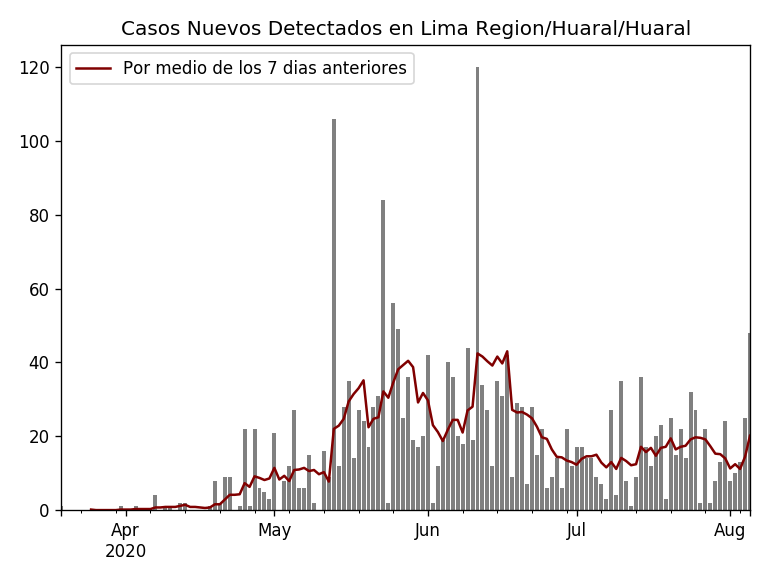 Casos Nuevos Detectados en Lima Region/Huaral/Huaral
Por medio de los 7 dias anteriores
120
100
80
60
40
20
0
Apr May Jun Jul Aug
2020